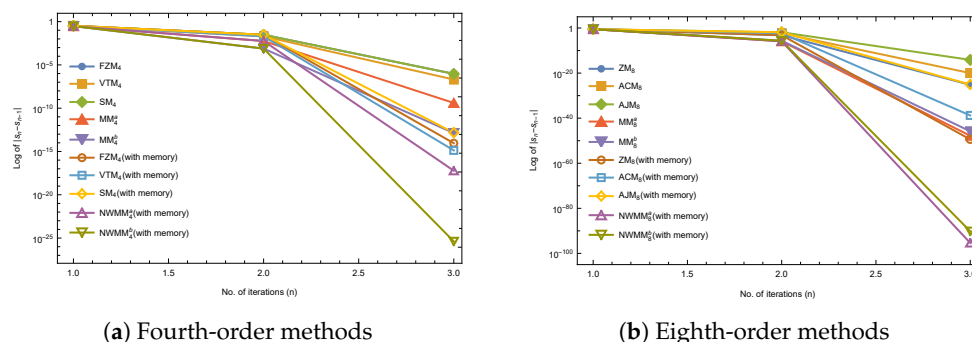 Log of |sₙ−sₙ₋₁|
1
10⁻⁵
10⁻¹⁰
10⁻¹⁵
10⁻²⁰
10⁻²⁵
FZM₄
VTM₄
SM₄
MM₄ᵃ
MM₄ᵇ
FZM₄(with memory)
VTM₄(with memory)
SM₄(with memory)
NWMM₄ᵃ(with memory)
NWMM₄ᵇ(with memory)
1.0 1.5 2.0 2.5 3.0
No. of iterations (n)
(a) Fourth-order methods
Log of |sₙ−sₙ₋₁|
1
10⁻²⁰
10⁻⁴⁰
10⁻⁶⁰
10⁻⁸⁰
10⁻¹⁰⁰
ZM₈
ACM₈
AJM₈
MM₈ᵃ
MM₈ᵇ
ZM₈(with memory)
ACM₈(with memory)
AJM₈(with memory)
NWMM₈ᵃ(with memory)
NWMM₈ᵇ(with memory)
1.0 1.5 2.0 2.5 3.0
No. of iterations (n)
(b) Eighth-order methods